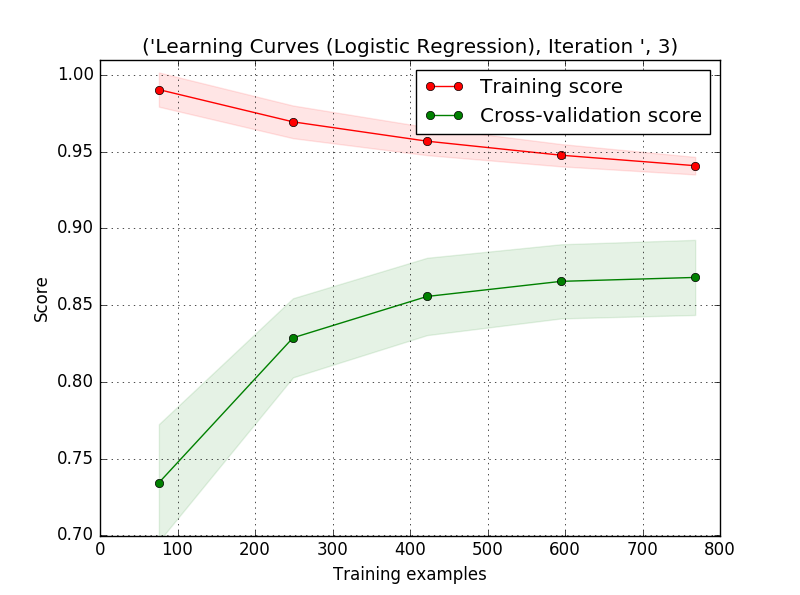 ('Learning Curves (Logistic Regression), Iteration ', 3)
Training score
Cross-validation score
1.00
0.95
0.90
0.85
0.80
0.75
0.70
Score
0 100 200 300 400 500 600 700 800
Training examples